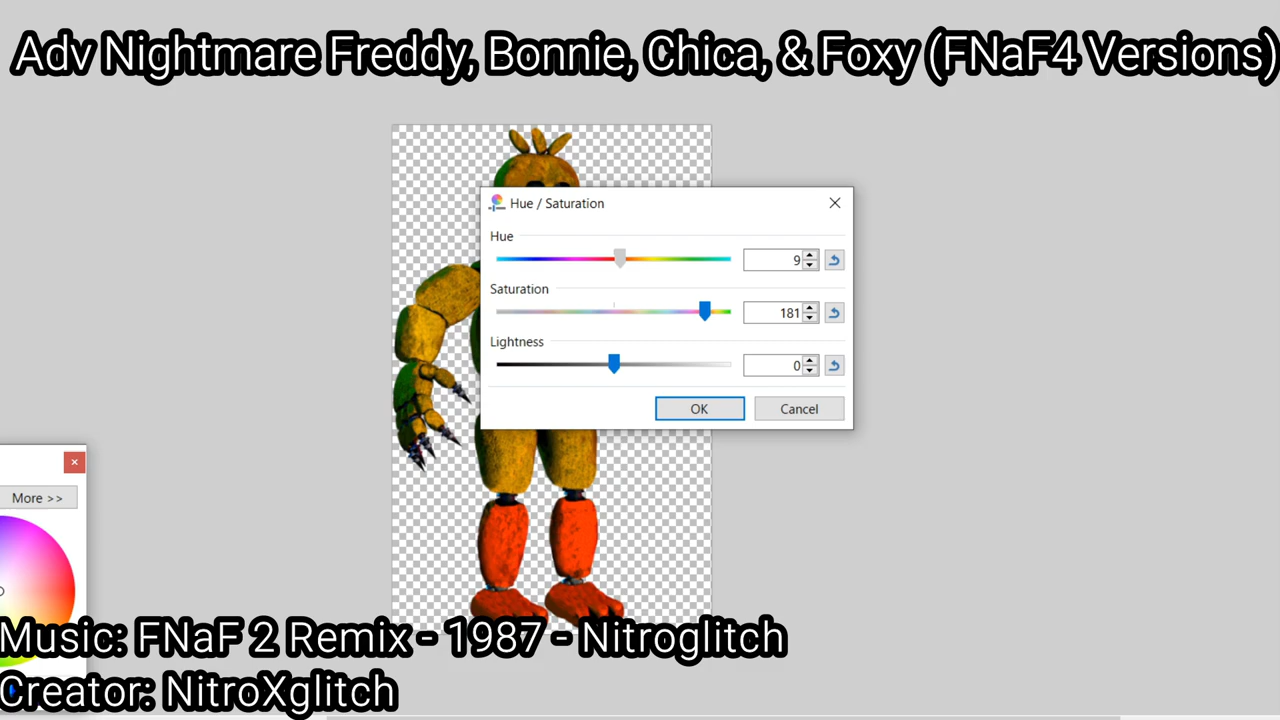 Adv Nightmare Freddy, Bonnie, Chica, & Foxy (FNaF4 Versions)
Hue / Saturation
Hue
9
Saturation
181
Lightness
0
OK Cancel
More >>
Music: FNaF 2 Remix - 1987 - Nitroglitch
Creator: NitroXglitch